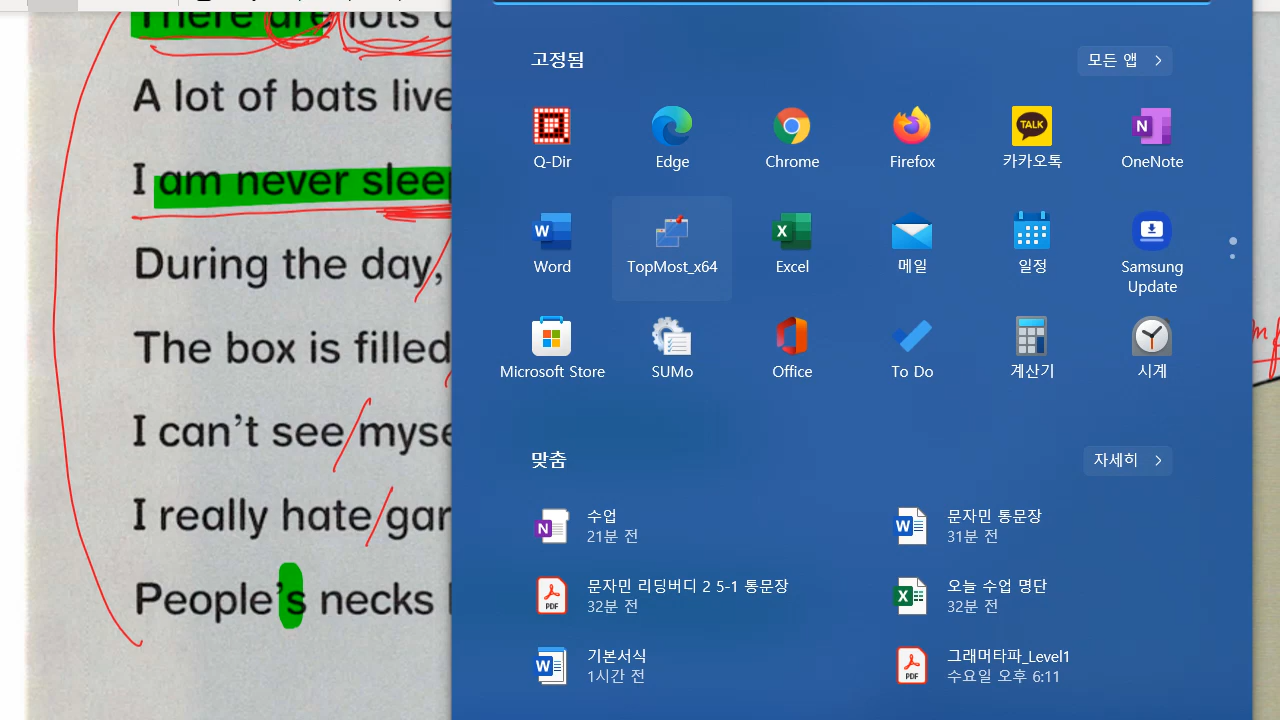 There are lots
A lot of bats live
I am never sleep
During the day,
The box is filled
I can't see myse
I really hate gar
People's necks
고정됨
모든 앱
Q-Dir
Edge
Chrome
Firefox
TALK
카카오톡
OneNote
Word
TopMost_x64
Excel
메일
일정
Samsung Update
Microsoft Store
SUMo
Office
To Do
계산기
시계
맞춤
자세히
수업
21분 전
문자민 통문장
31분 전
PDF
문자민 리딩버디 2 5-1 통문장
32분 전
오늘 수업 명단
32분 전
기본서식
1시간 전
PDF
그래머타파_Level1
수요일 오후 6:11